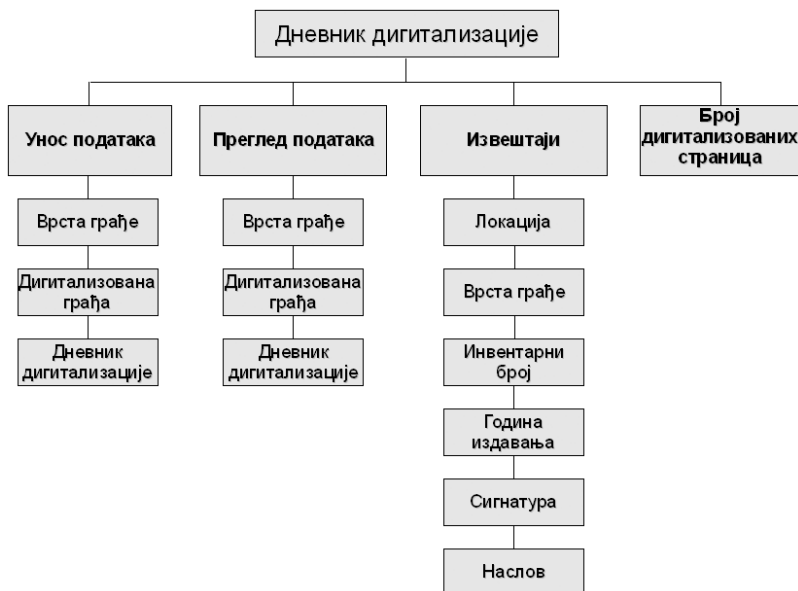 Дневник дигитализације
Унос података
Преглед података
Извештаји
Број
дигитализованих
страница
Врста грађе
Дигитализована
грађа
Дневник
дигитализације
Врста грађе
Дигитализована
грађа
Дневник
дигитализације
Локација
Врста грађе
Инвентарни
број
Година
издавања
Сигнатура
Наслов